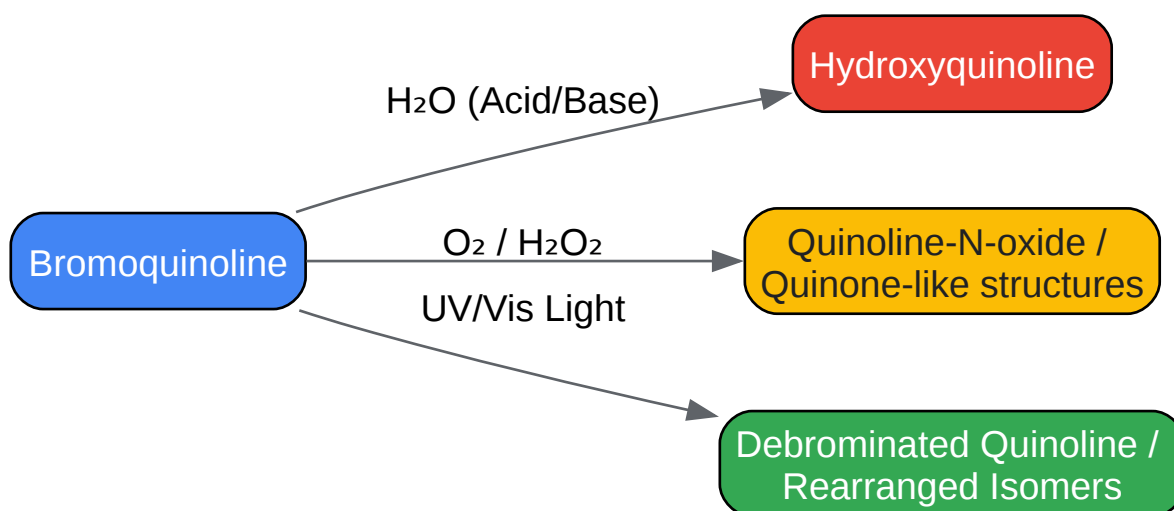 Hydroxyquinoline
H₂O (Acid/Base)
Bromoquinoline
O₂ / H₂O₂
Quinoline-N-oxide /
Quinone-like structures
UV/Vis Light
Debrominated Quinoline /
Rearranged Isomers